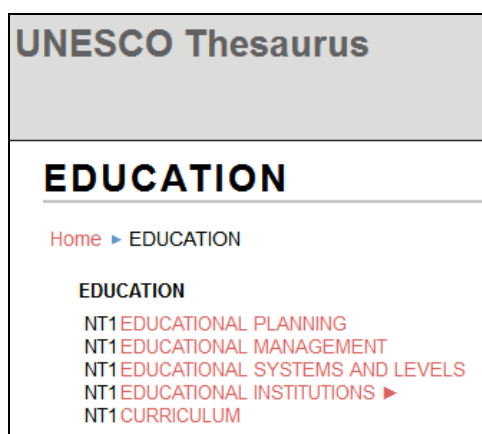 UNESCO Thesaurus
EDUCATION
Home ► EDUCATION
EDUCATION
NT1 EDUCATIONAL PLANNING
NT1 EDUCATIONAL MANAGEMENT
NT1 EDUCATIONAL SYSTEMS AND LEVELS
NT1 EDUCATIONAL INSTITUTIONS ►
NT1 CURRICULUM